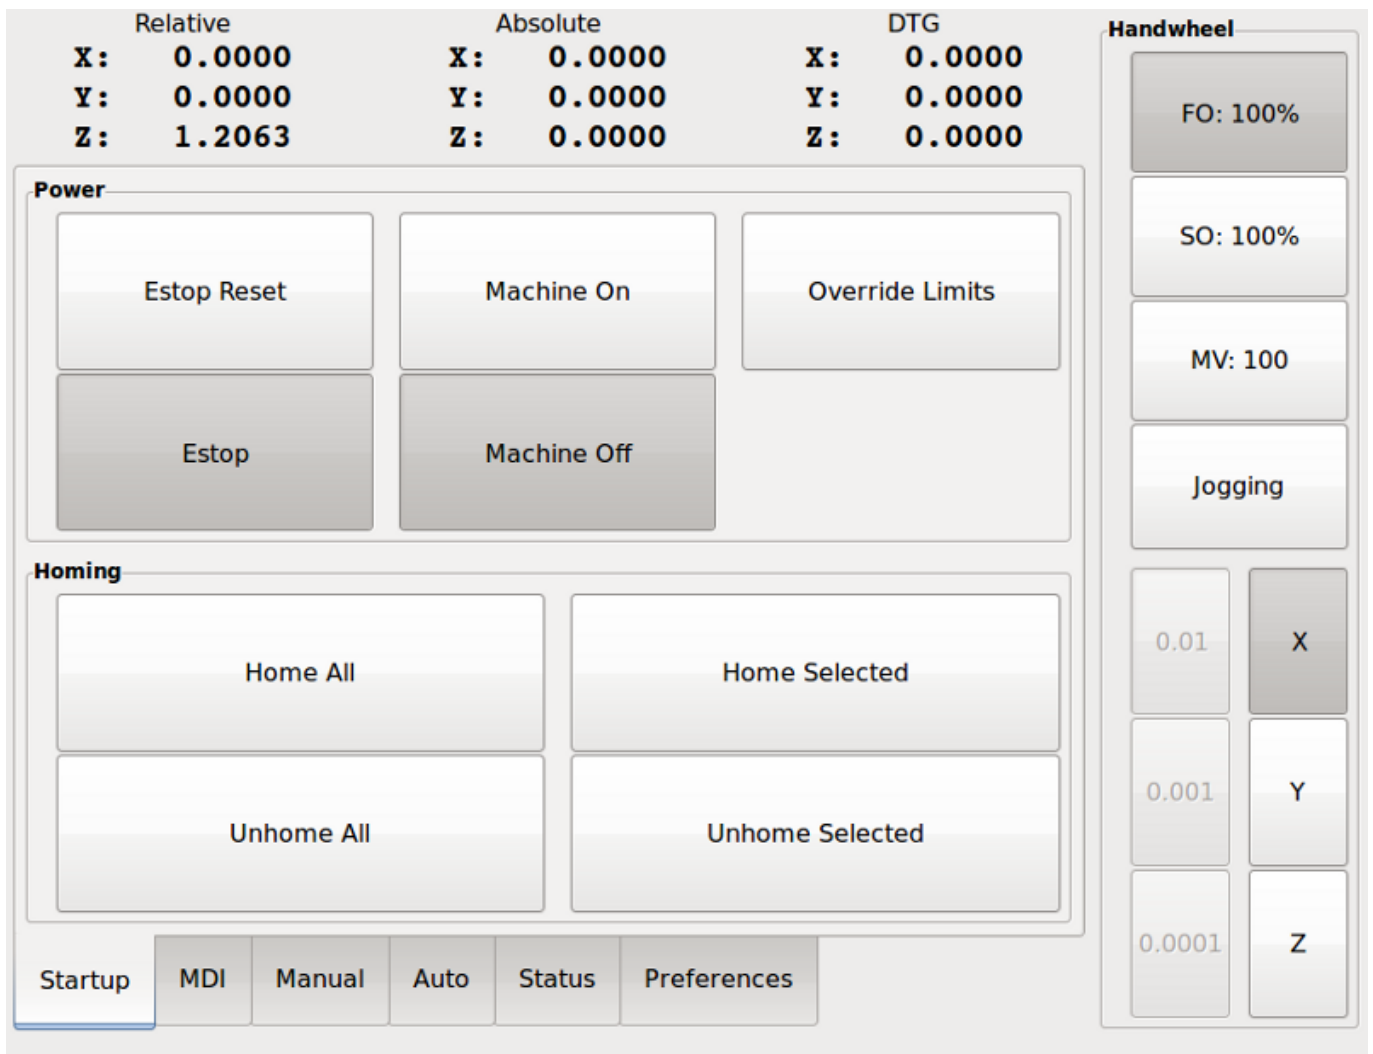 Relative Absolute DTG
X: 0.0000 X: 0.0000 X: 0.0000
Y: 0.0000 Y: 0.0000 Y: 0.0000
Z: 1.2063 Z: 0.0000 Z: 0.0000
Power
Estop Reset Machine On Override Limits
Estop Machine Off
Homing
Home All Home Selected
Unhome All Unhome Selected
Startup MDI Manual Auto Status Preferences
Handwheel
FO: 100%
SO: 100%
MV: 100
Jogging
0.01 X
0.001 Y
0.0001 Z